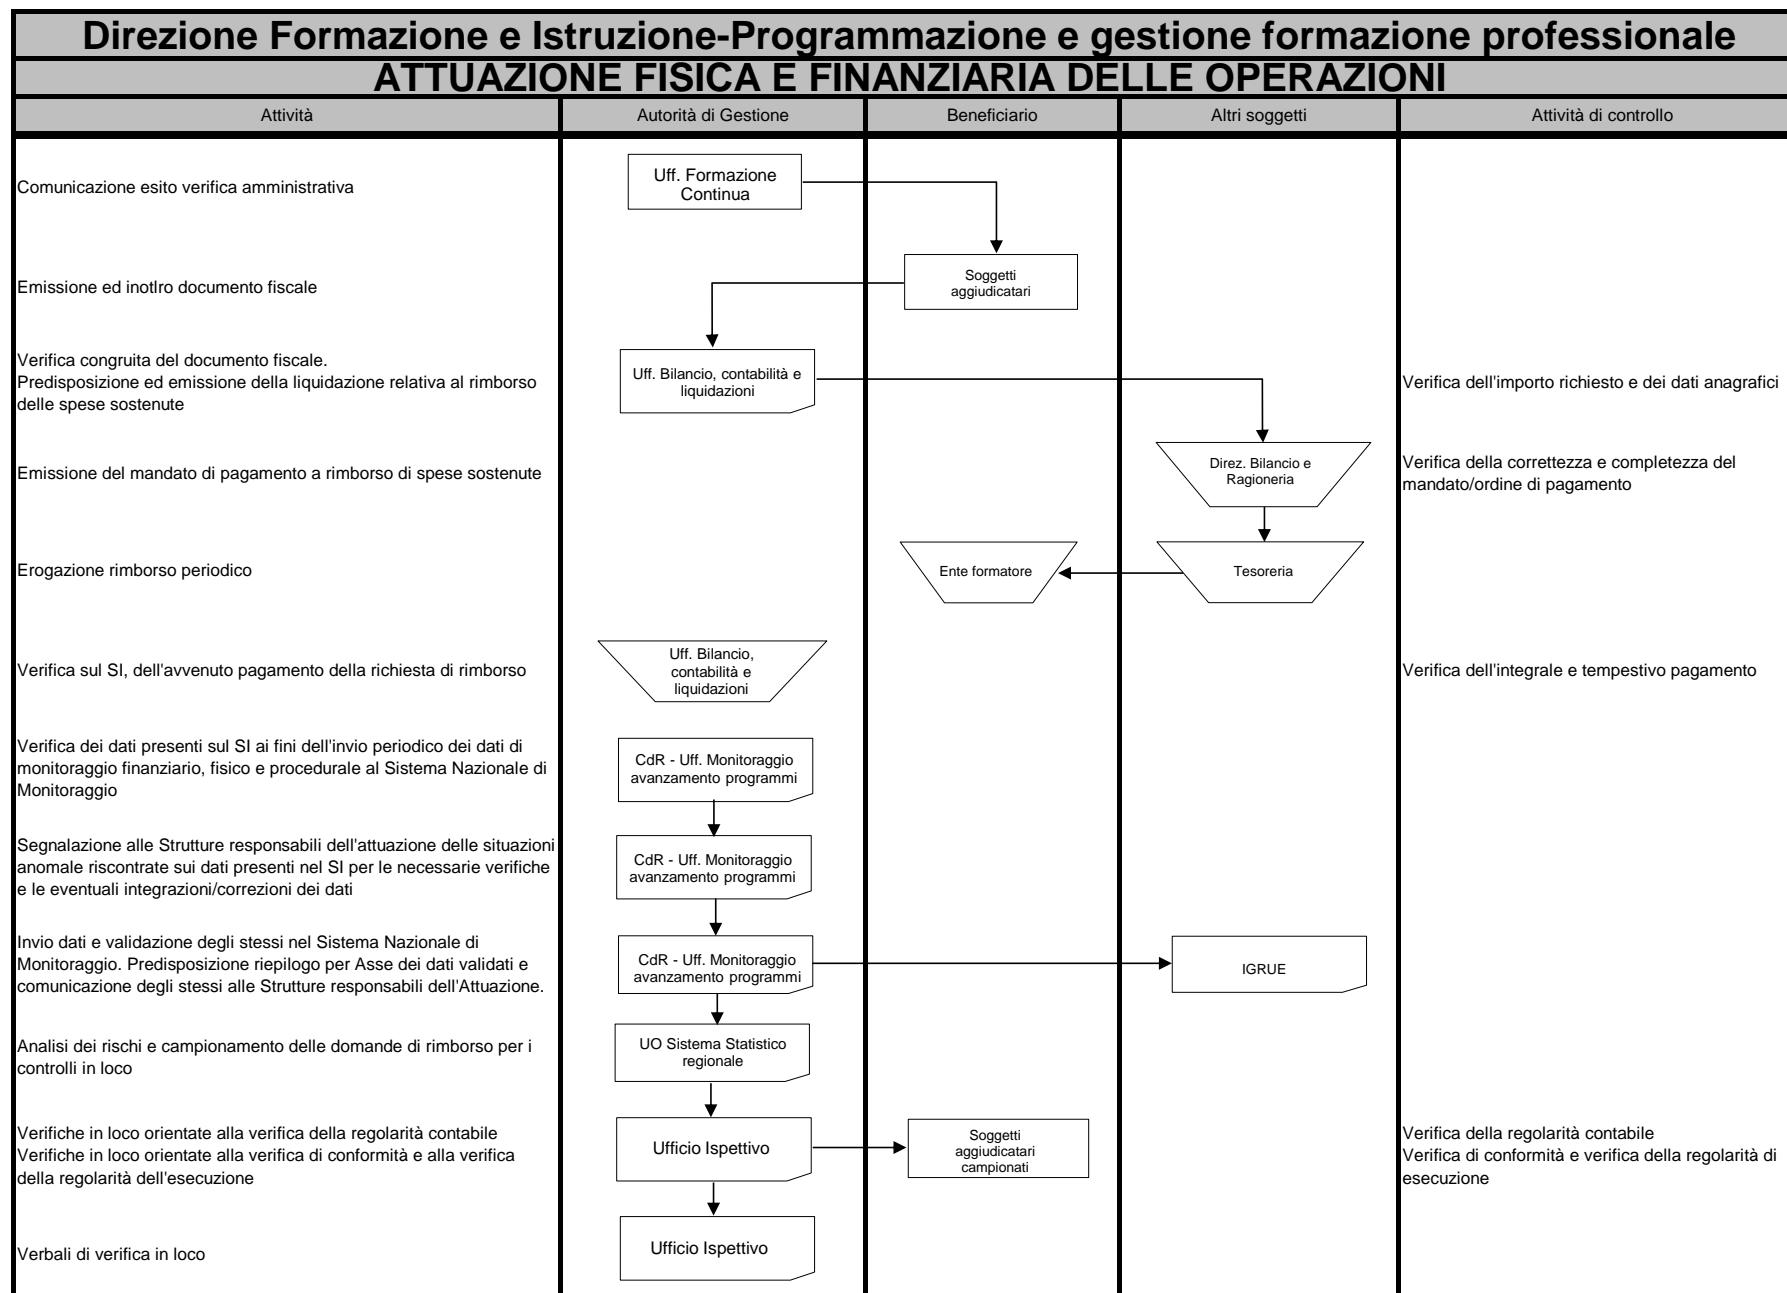 Direzione Formazione e Istruzione-Programmazione e gestione formazione professionale
ATTUAZIONE FISICA E FINANZIARIA DELLE OPERAZIONI
Attività
Autorità di Gestione
Beneficiario
Altri soggetti
Attività di controllo
Comunicazione esito verifica amministrativa
Uff. Formazione
Continua
Emissione ed inotlro documento fiscale
Soggetti
aggiudicatari
Verifica congruita del documento fiscale.
Predisposizione ed emissione della liquidazione relativa al rimborso
delle spese sostenute
Uff. Bilancio, contabilità e
liquidazioni
Verifica dell'importo richiesto e dei dati anagrafici
Emissione del mandato di pagamento a rimborso di spese sostenute
Direz. Bilancio e
Ragioneria
Verifica della correttezza e completezza del
mandato/ordine di pagamento
Erogazione rimborso periodico
Ente formatore
Tesoreria
Verifica sul SI, dell'avvenuto pagamento della richiesta di rimborso
Uff. Bilancio,
contabilità e
liquidazioni
Verifica dell'integrale e tempestivo pagamento
Verifica dei dati presenti sul SI ai fini dell'invio periodico dei dati di
monitoraggio finanziario, fisico e procedurale al Sistema Nazionale di
Monitoraggio
CdR - Uff. Monitoraggio
avanzamento programmi
Segnalazione alle Strutture responsabili dell'attuazione delle situazioni
anomale riscontrate sui dati presenti nel SI per le necessarie verifiche
e le eventuali integrazioni/correzioni dei dati
CdR - Uff. Monitoraggio
avanzamento programmi
Invio dati e validazione degli stessi nel Sistema Nazionale di
Monitoraggio. Predisposizione riepilogo per Asse dei dati validati e
comunicazione degli stessi alle Strutture responsabili dell'Attuazione.
CdR - Uff. Monitoraggio
avanzamento programmi
IGRUE
Analisi dei rischi e campionamento delle domande di rimborso per i
controlli in loco
UO Sistema Statistico
regionale
Verifiche in loco orientate alla verifica della regolarità contabile
Verifiche in loco orientate alla verifica di conformità e alla verifica
della regolarità dell'esecuzione
Ufficio Ispettivo
Soggetti
aggiudicatari
campionati
Verifica della regolarità contabile
Verifica di conformità e verifica della regolarità di
esecuzione
Verbali di verifica in loco
Ufficio Ispettivo